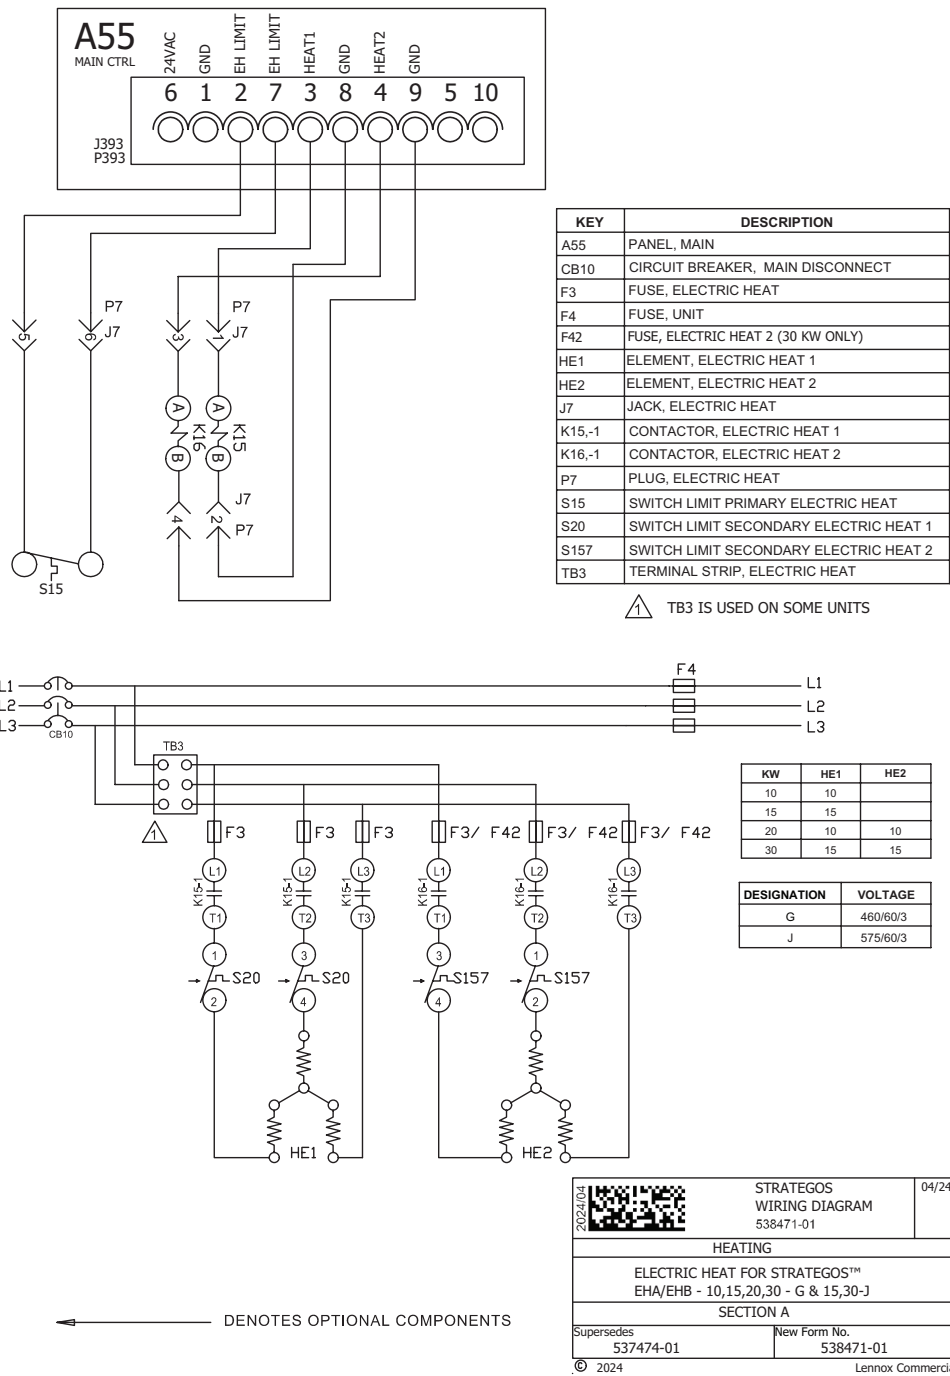 A55
MAIN CTRL
24VAC
GND
EH LIMIT
EH LIMIT
HEAT1
GND
HEAT2
GND
6 1 2 7 3 8 4 9 5 10
J393
P393
P7 P7
5 6 J7 3 1 J7
A A
K16 K15
B B
J7
4 2 P7
S15
KEY DESCRIPTION
A55 PANEL, MAIN
CB10 CIRCUIT BREAKER, MAIN DISCONNECT
F3 FUSE, ELECTRIC HEAT
F4 FUSE, UNIT
F42 FUSE, ELECTRIC HEAT 2 (30 KW ONLY)
HE1 ELEMENT, ELECTRIC HEAT 1
HE2 ELEMENT, ELECTRIC HEAT 2
J7 JACK, ELECTRIC HEAT
K15,-1 CONTACTOR, ELECTRIC HEAT 1
K16,-1 CONTACTOR, ELECTRIC HEAT 2
P7 PLUG, ELECTRIC HEAT
S15 SWITCH LIMIT PRIMARY ELECTRIC HEAT
S20 SWITCH LIMIT SECONDARY ELECTRIC HEAT 1
S157 SWITCH LIMIT SECONDARY ELECTRIC HEAT 2
TB3 TERMINAL STRIP, ELECTRIC HEAT
1 TB3 IS USED ON SOME UNITS
F4
L1 L1
L2 L2
L3 L3
CB10
TB3
1
F3 F3 F3 F3/ F42 F3/ F42 F3/ F42
L1 L2 L3 L1 L2 L3
K15-1 K15-1 K15-1 K16-1 K16-1 K16-1
T1 T2 T3 T1 T2 T3
1 3 3 1
S20 S20 S157 S157
2 4 4 2
HE1 HE2
KW HE1 HE2
10 10
15 15
20 10 10
30 15 15
DESIGNATION VOLTAGE
G 460/60/3
J 575/60/3
DENOTES OPTIONAL COMPONENTS
2024/04
STRATEGOS
WIRING DIAGRAM
538471-01
04/24
HEATING
ELECTRIC HEAT FOR STRATEGOS™
EHA/EHB - 10,15,20,30 - G & 15,30-J
SECTION A
Supersedes New Form No.
537474-01 538471-01
© 2024 Lennox Commercia